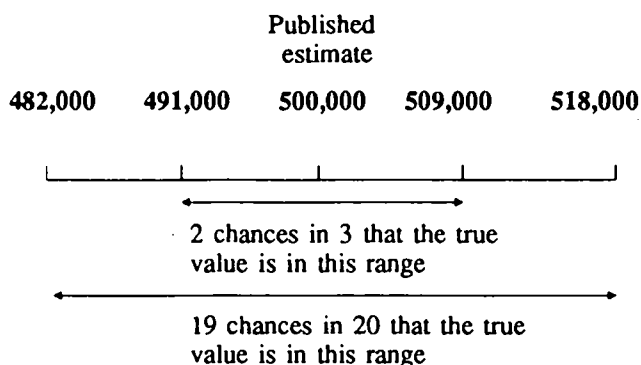 Published
estimate
482,000 491,000 500,000 509,000 518,000
2 chances in 3 that the true
value is in this range
19 chances in 20 that the true
value is in this range